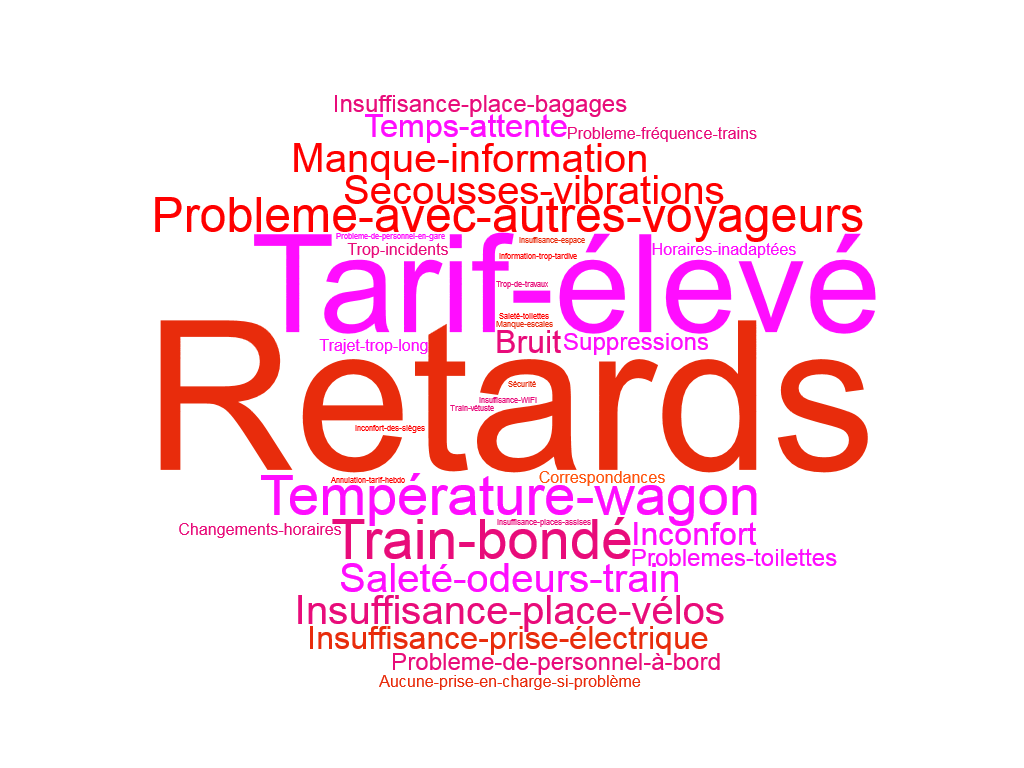 Insuffisance-place-bagages
Temps-attente
Probleme-fréquence-trains
Manque-information
Secousses-vibrations
Probleme-avec-autres-voyageurs
Probleme-de-personnel-en-gare
Insuffisance-espace
Tarif-élevé
Trop-incidents
Horaires-inadaptées
Information-trop-tardive
Trop-de-travaux
Saleté-toilettes
Manque-escales
Trajet-trop-long
Bruit
Suppressions
Retards
Sécurité
Insuffisance-WIFI
Train-vétuste
Inconfort-des-sièges
Annulation-tarif-hebdo
Correspondances
Température-wagon
Insuffisance-places-assises
Changements-horaires
Train-bondé
Inconfort
Problemes-toilettes
Saleté-odeurs-train
Insuffisance-place-vélos
Insuffisance-prise-électrique
Probleme-de-personnel-à-bord
Aucune-prise-en-charge-si-problème